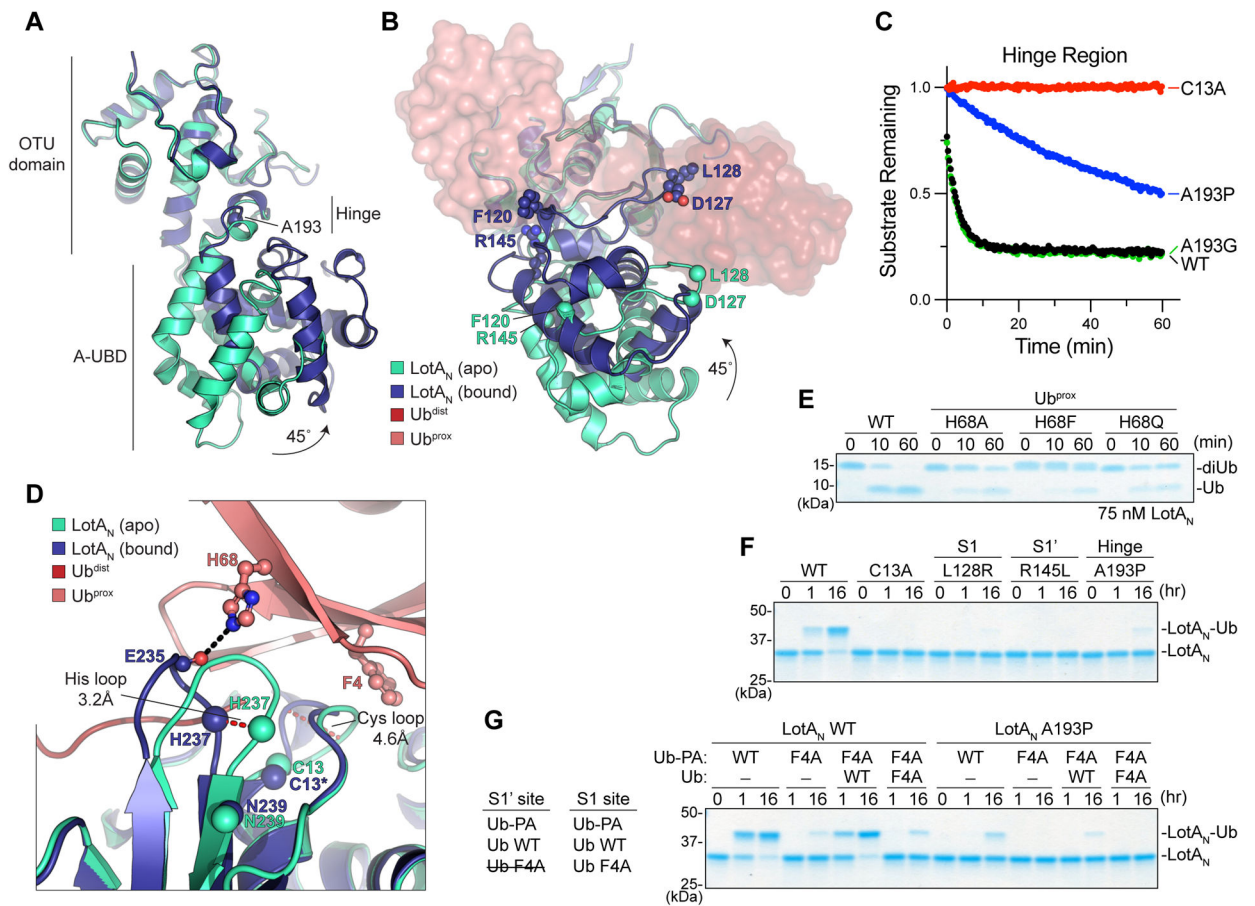 A
OTU
domain
A193
Hinge
A-UBD
45°
B
L128
D127
F120
R145
L128
D127
F120
R145
45°
LotA_N (apo)
LotA_N (bound)
Ub^dist
Ub^prox
C
Hinge Region
Substrate Remaining
1.0
0.5
0.0
0 20 40 60
Time (min)
C13A
A193P
A193G
WT
D
LotA_N (apo)
LotA_N (bound)
Ub^dist
Ub^prox
H68
E235
F4
His loop
3.2Å
H237
H237
Cys loop
4.6Å
C13
C13*
N239
N239
E
Ub^prox
WT H68A H68F H68Q
0 10 60 0 10 60 0 10 60 0 10 60 (min)
15- -diUb
10- -Ub
(kDa)
75 nM LotA_N
F
S1 S1' Hinge
WT C13A L128R R145L A193P
0 1 16 0 1 16 0 1 16 0 1 16 0 1 16 (hr)
50-
-LotA_N-Ub
37-
-LotA_N
25-
(kDa)
G
S1' site S1 site
Ub-PA Ub-PA
Ub WT Ub WT
Ub F4A Ub F4A
LotA_N WT LotA_N A193P
Ub-PA: WT F4A F4A F4A WT F4A F4A F4A
Ub: – – WT F4A – – WT F4A
0 1 16 1 16 1 16 1 16 0 1 16 1 16 1 16 1 16 (hr)
50-
-LotA_N-Ub
37-
-LotA_N
25-
(kDa)